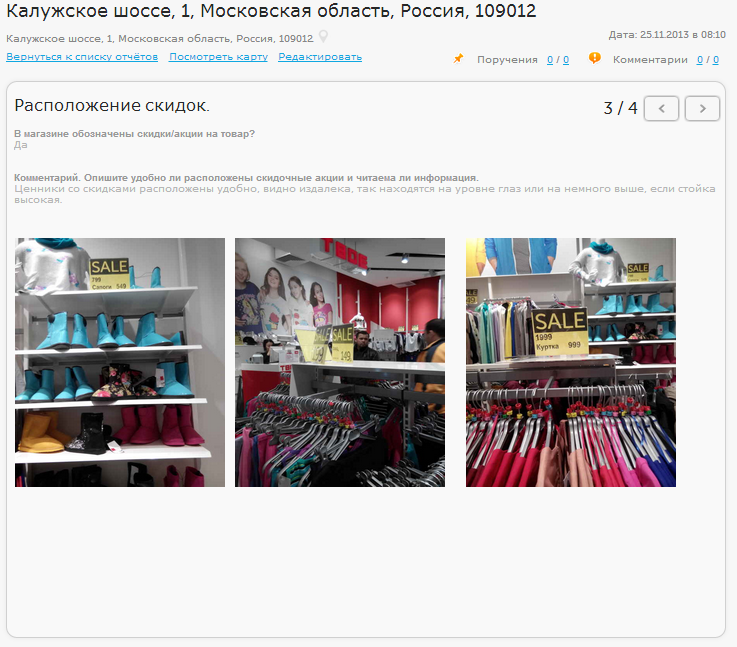 Калужское шоссе, 1, Московская область, Россия, 109012
Калужское шоссе, 1, Московская область, Россия, 109012
Дата: 25.11.2013 в 08:10
Вернуться к списку отчётов Посмотреть карту Редактировать
Поручения 0 / 0 Комментарии 0 / 0
Расположение скидок.
3 / 4
В магазине обозначены скидки/акции на товар?
Да
Комментарий. Опишите удобно ли расположены скидочные акции и читаема ли информация.
Ценники со скидками расположены удобно, видно издалека, так находятся на уровне глаз или на немного выше, если стойка
высокая.
SALE
799
Сапоги 549
ТВОЕ
SALE
SALE
249
SALE
SALE
1999
Куртка 999